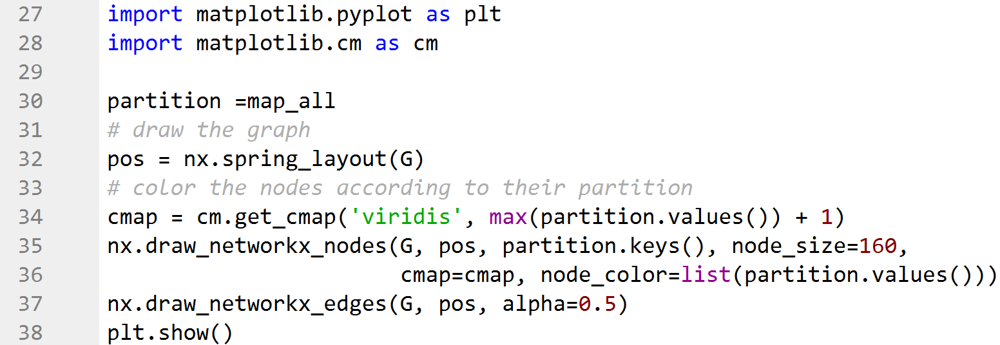 27 import matplotlib.pyplot as plt
28 import matplotlib.cm as cm
29
30 partition =map_all
31 # draw the graph
32 pos = nx.spring_layout(G)
33 # color the nodes according to their partition
34 cmap = cm.get_cmap('viridis', max(partition.values()) + 1)
35 nx.draw_networkx_nodes(G, pos, partition.keys(), node_size=160,
36                        cmap=cmap, node_color=list(partition.values()))
37 nx.draw_networkx_edges(G, pos, alpha=0.5)
38 plt.show()